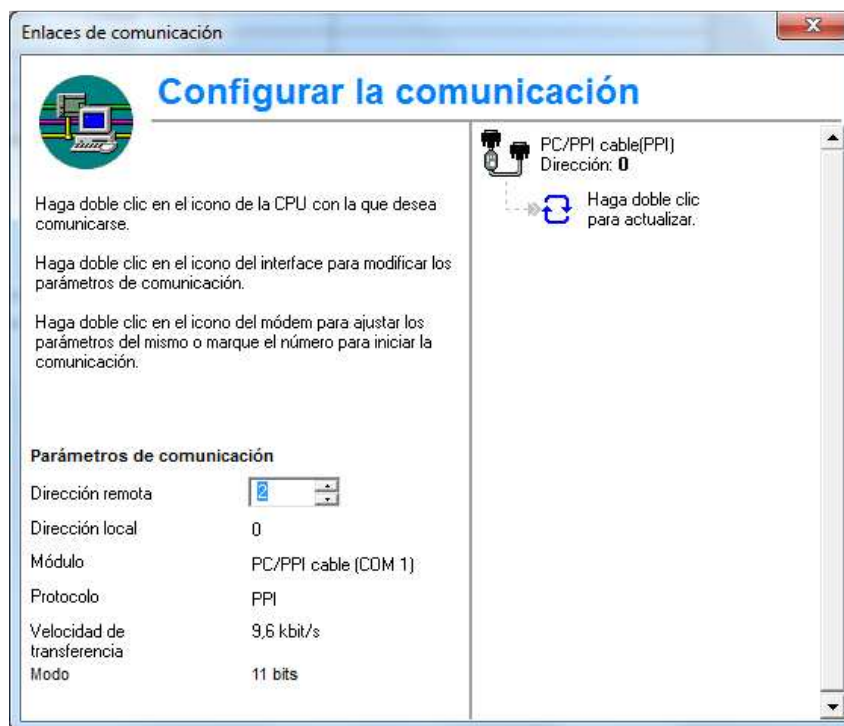 Enlaces de comunicación
Configurar la comunicación
Haga doble clic en el icono de la CPU con la que desea
comunicarse.
Haga doble clic en el icono del interface para modificar los
parámetros de comunicación.
Haga doble clic en el icono del módem para ajustar los
parámetros del mismo o marque el número para iniciar la
comunicación.
Parámetros de comunicación
Dirección remota 2
Dirección local 0
Módulo PC/PPI cable (COM 1)
Protocolo PPI
Velocidad de 9,6 kbit/s
transferencia
Modo 11 bits
PC/PPI cable(PPI)
Dirección: 0
Haga doble clic
para actualizar.